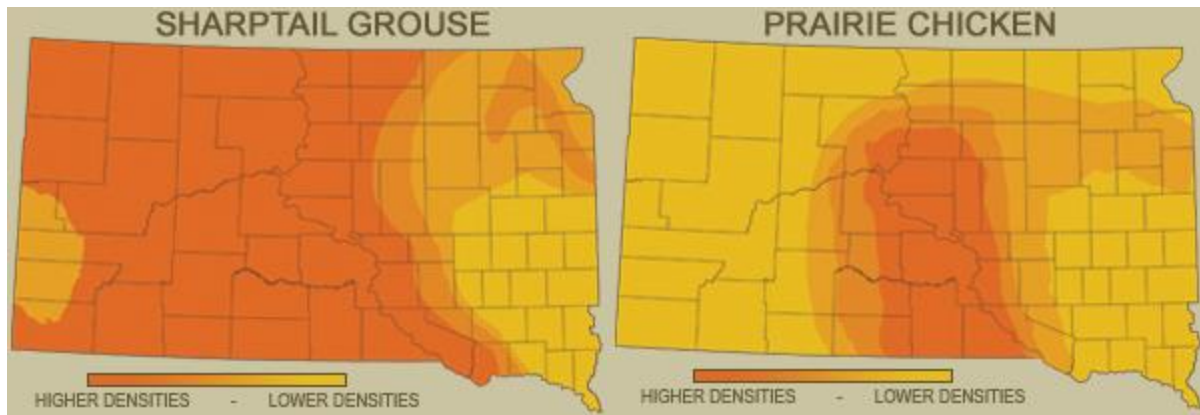 SHARPTAIL GROUSE
PRAIRIE CHICKEN
HIGHER DENSITIES - LOWER DENSITIES
HIGHER DENSITIES - LOWER DENSITIES